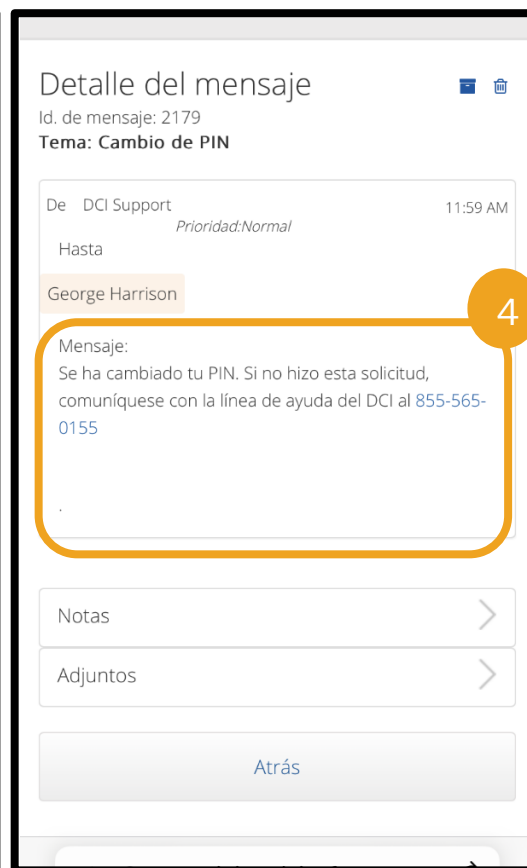 Detalle del mensaje
Id. de mensaje: 2179
Tema: Cambio de PIN
De DCI Support 11:59 AM
Prioridad:Normal
Hasta
George Harrison
4
Mensaje:
Se ha cambiado tu PIN. Si no hizo esta solicitud,
comuníquese con la línea de ayuda del DCI al 855-565-
0155
.
Notas
Adjuntos
Atrás